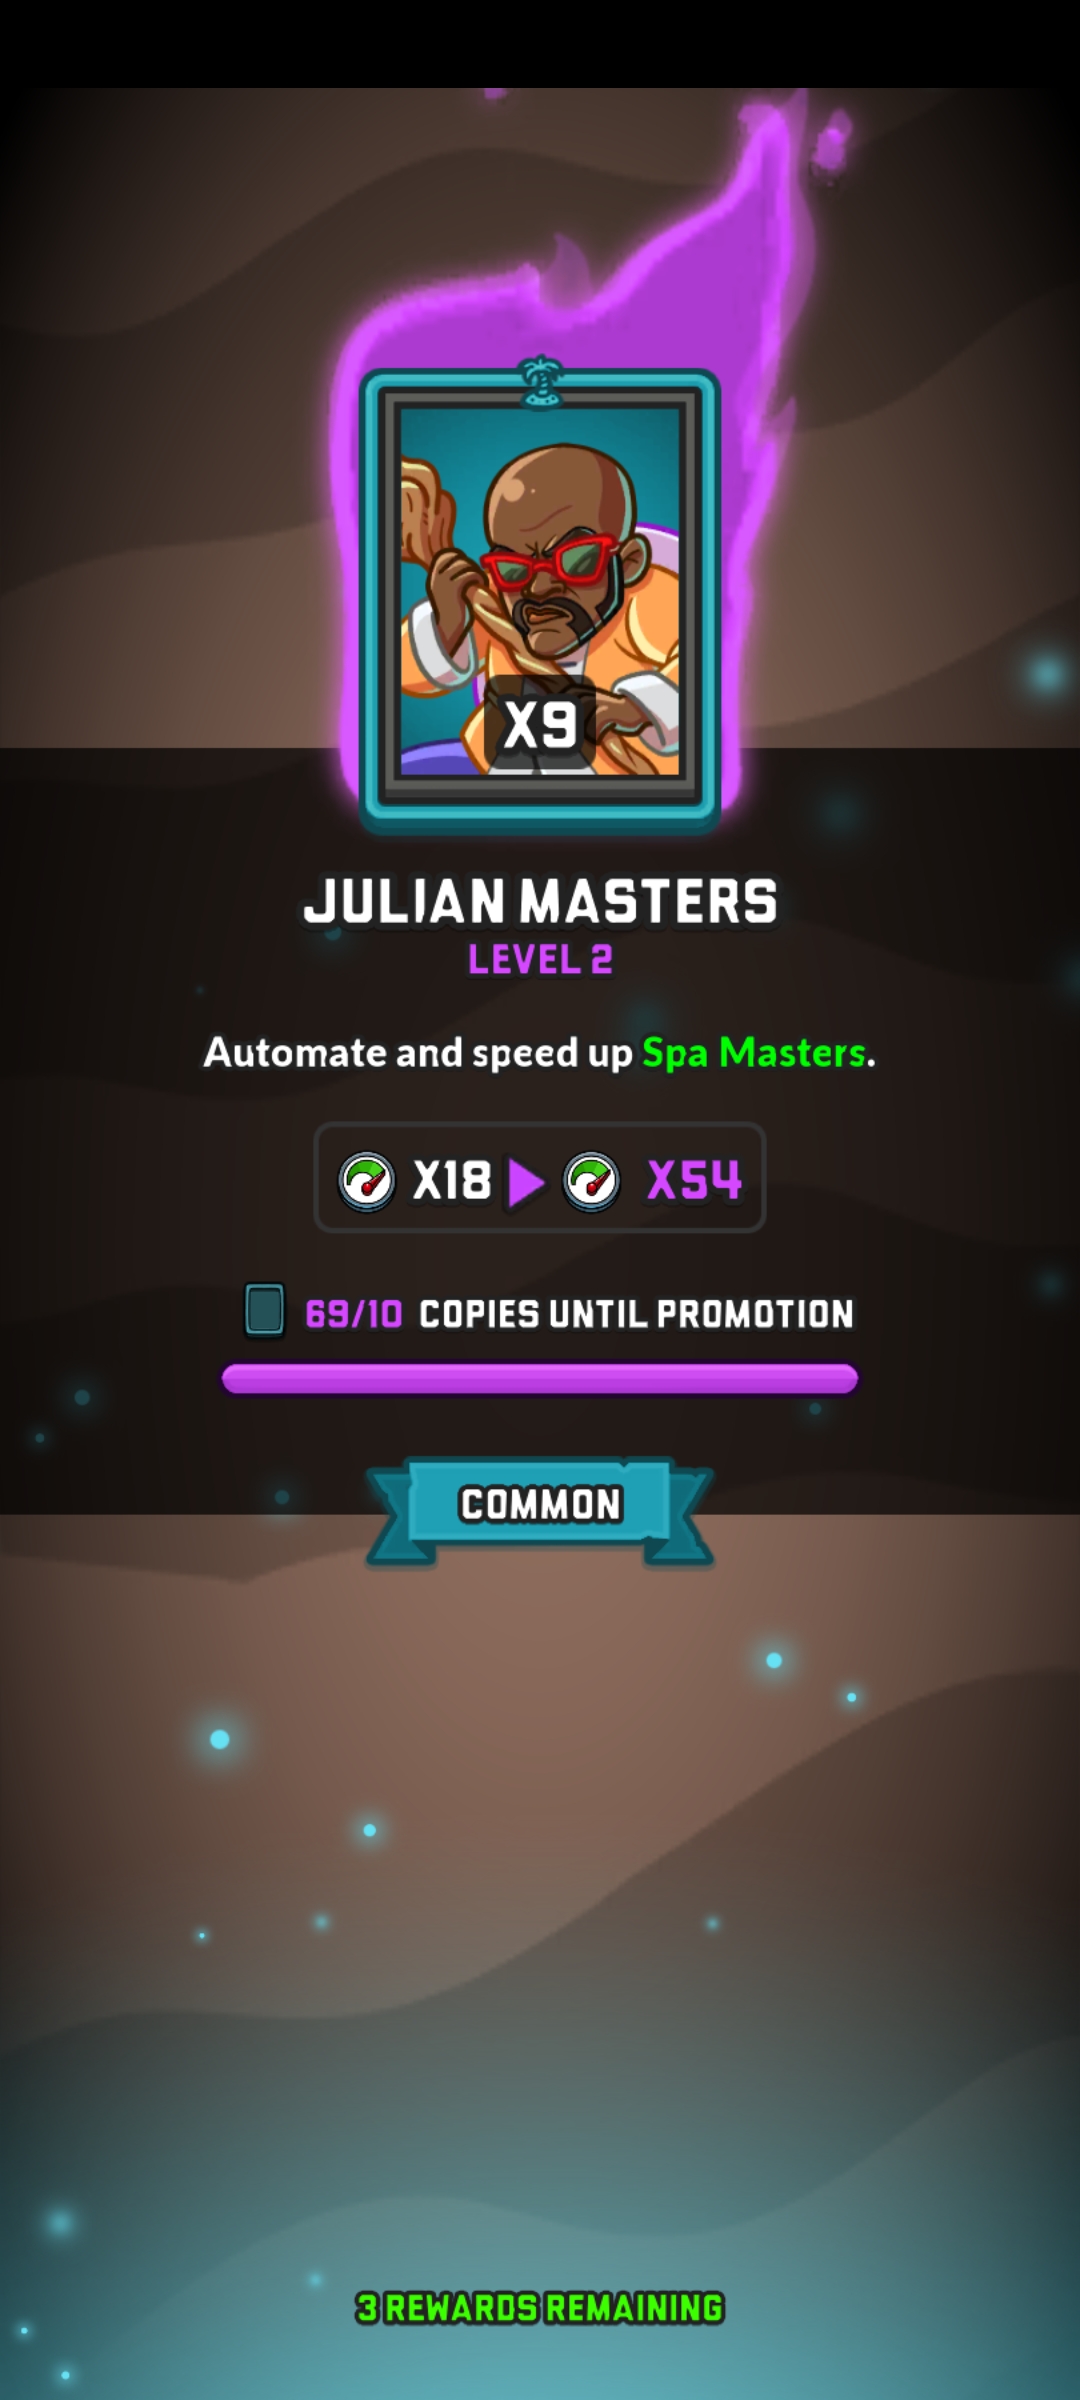 X9
JULIAN MASTERS
LEVEL 2
Automate and speed up Spa Masters.
X18 X54
69/10 COPIES UNTIL PROMOTION
COMMON
3 REWARDS REMAINING